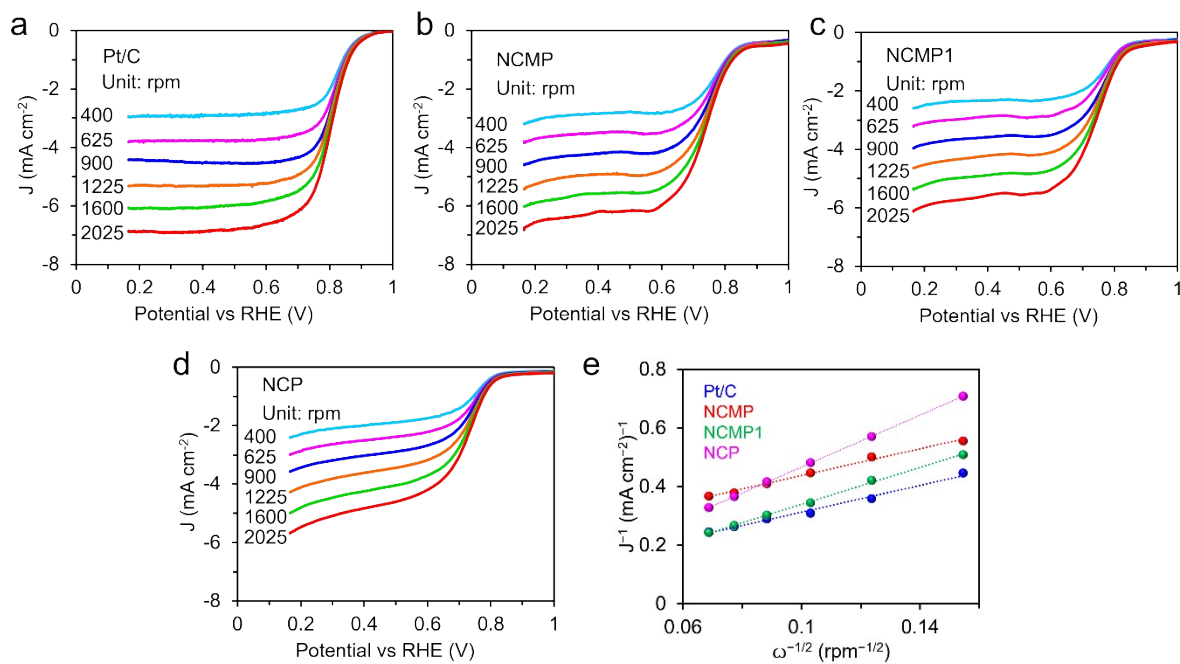 a
Pt/C
Unit: rpm
400
625
900
1225
1600
2025
0
-2
-4
-6
-8
J (mA cm⁻²)
0 0.2 0.4 0.6 0.8 1
Potential vs RHE (V)
b
NCMP
Unit: rpm
400
625
900
1225
1600
2025
0
-2
-4
-6
-8
J (mA cm⁻²)
0 0.2 0.4 0.6 0.8 1
Potential vs RHE (V)
c
NCMP1
Unit: rpm
400
625
900
1225
1600
2025
0
-2
-4
-6
-8
J (mA cm⁻²)
0 0.2 0.4 0.6 0.8 1
Potential vs RHE (V)
d
NCP
Unit: rpm
400
625
900
1225
1600
2025
0
-2
-4
-6
-8
J (mA cm⁻²)
0 0.2 0.4 0.6 0.8 1
Potential vs RHE (V)
e
Pt/C
NCMP
NCMP1
NCP
0.8
0.6
0.4
0.2
0
J⁻¹ (mA cm⁻²)⁻¹
0.06 0.1 0.14
ω⁻¹/² (rpm⁻¹/²)